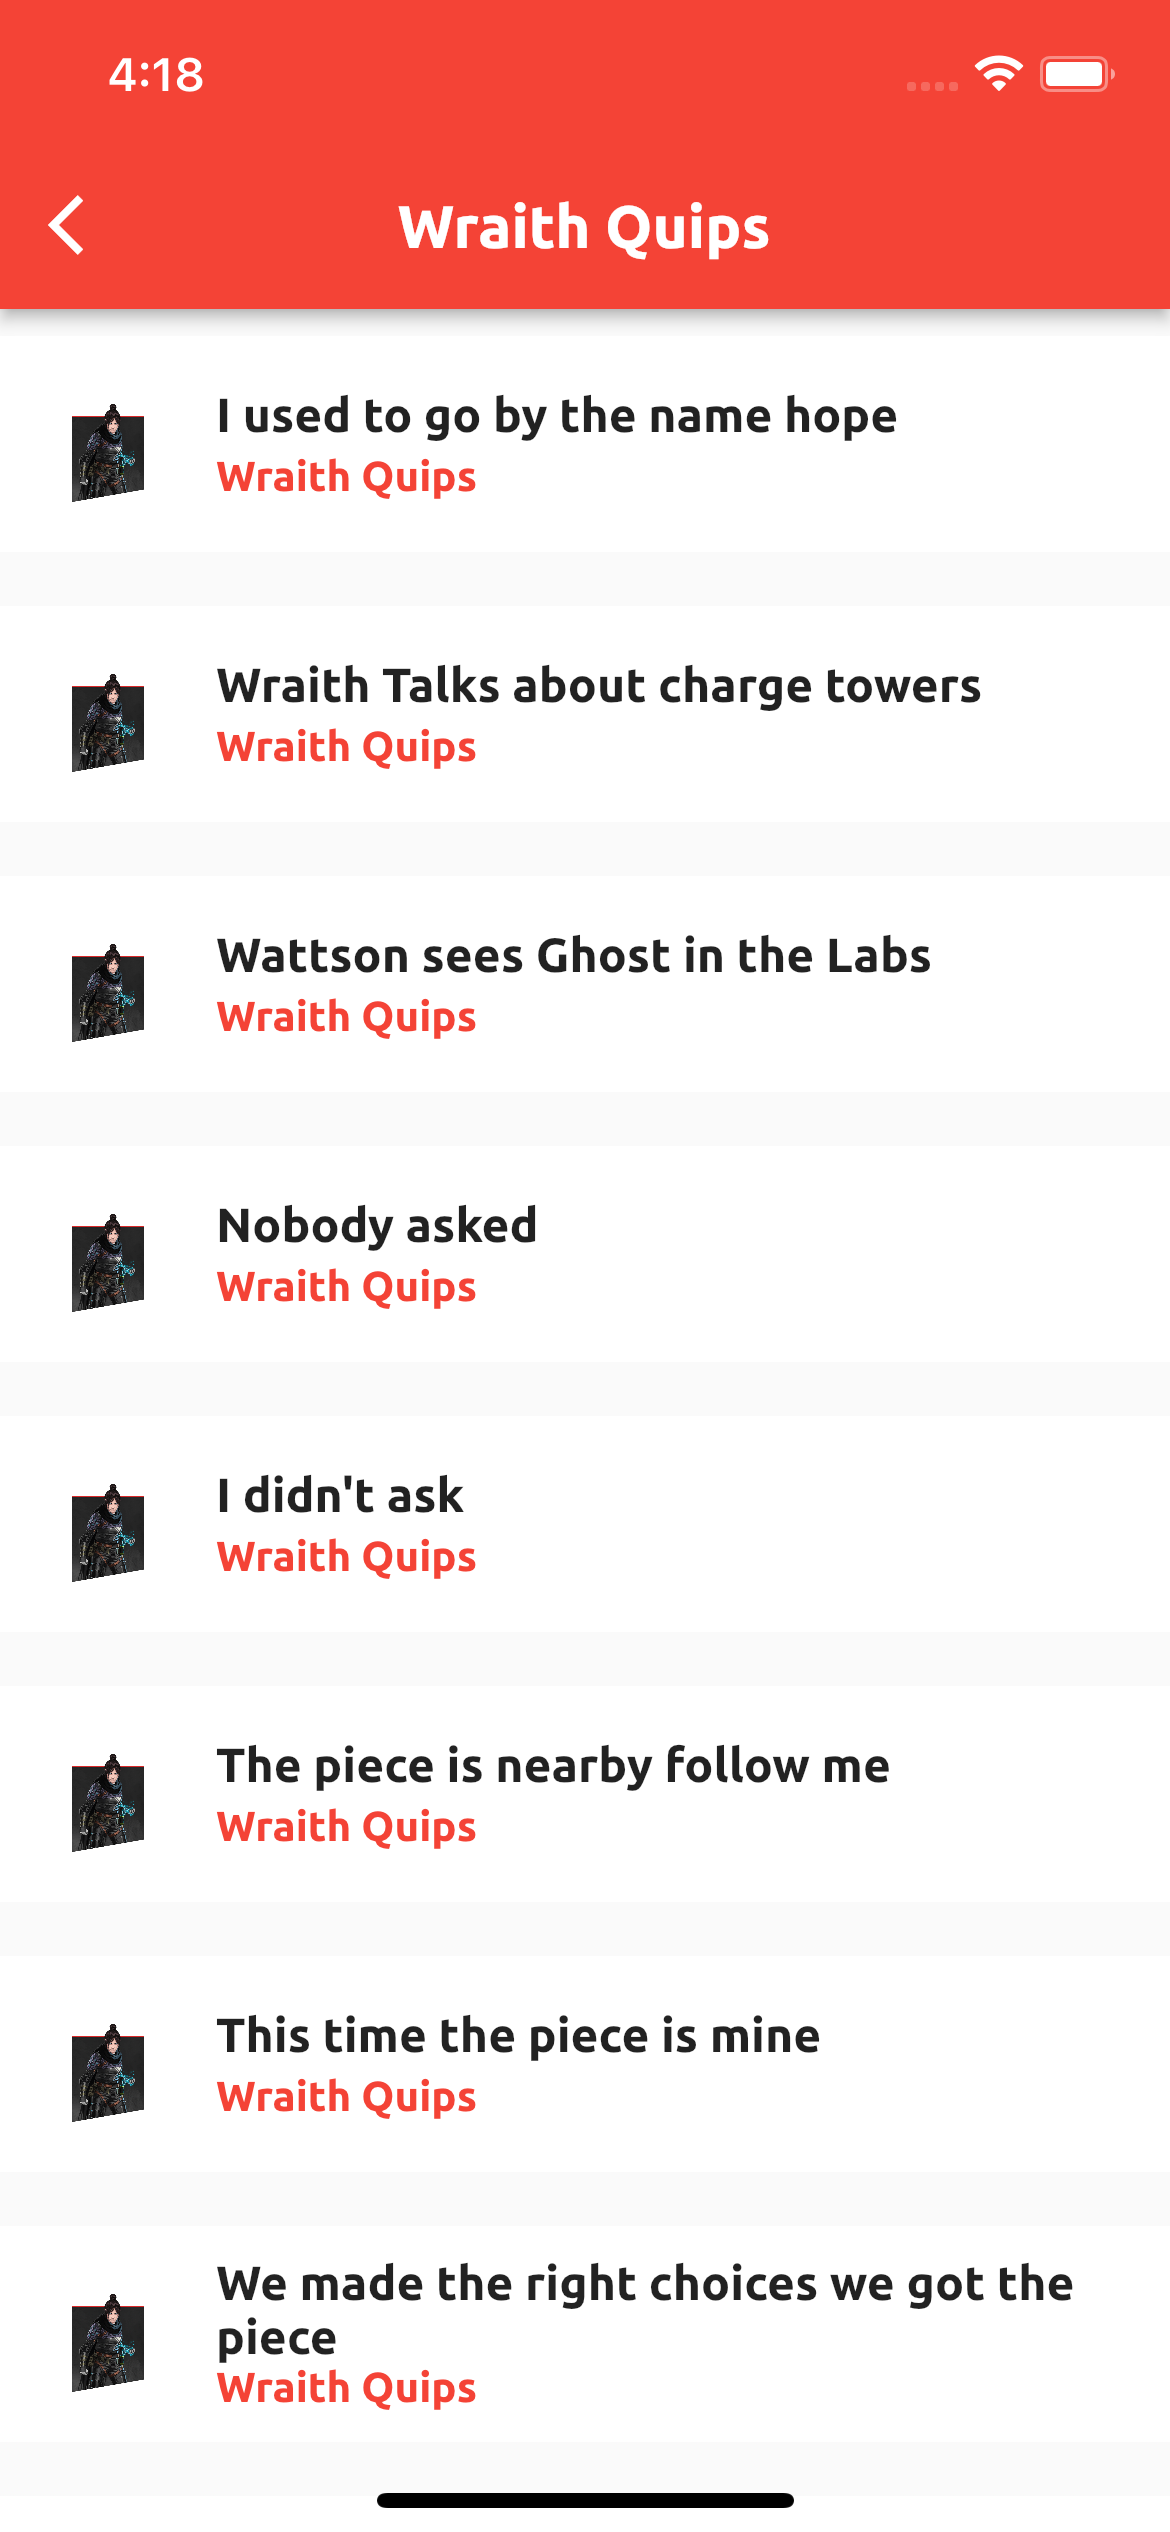 4:18
Wraith Quips
I used to go by the name hope
Wraith Quips
Wraith Talks about charge towers
Wraith Quips
Wattson sees Ghost in the Labs
Wraith Quips
Nobody asked
Wraith Quips
I didn't ask
Wraith Quips
The piece is nearby follow me
Wraith Quips
This time the piece is mine
Wraith Quips
We made the right choices we got the
piece
Wraith Quips